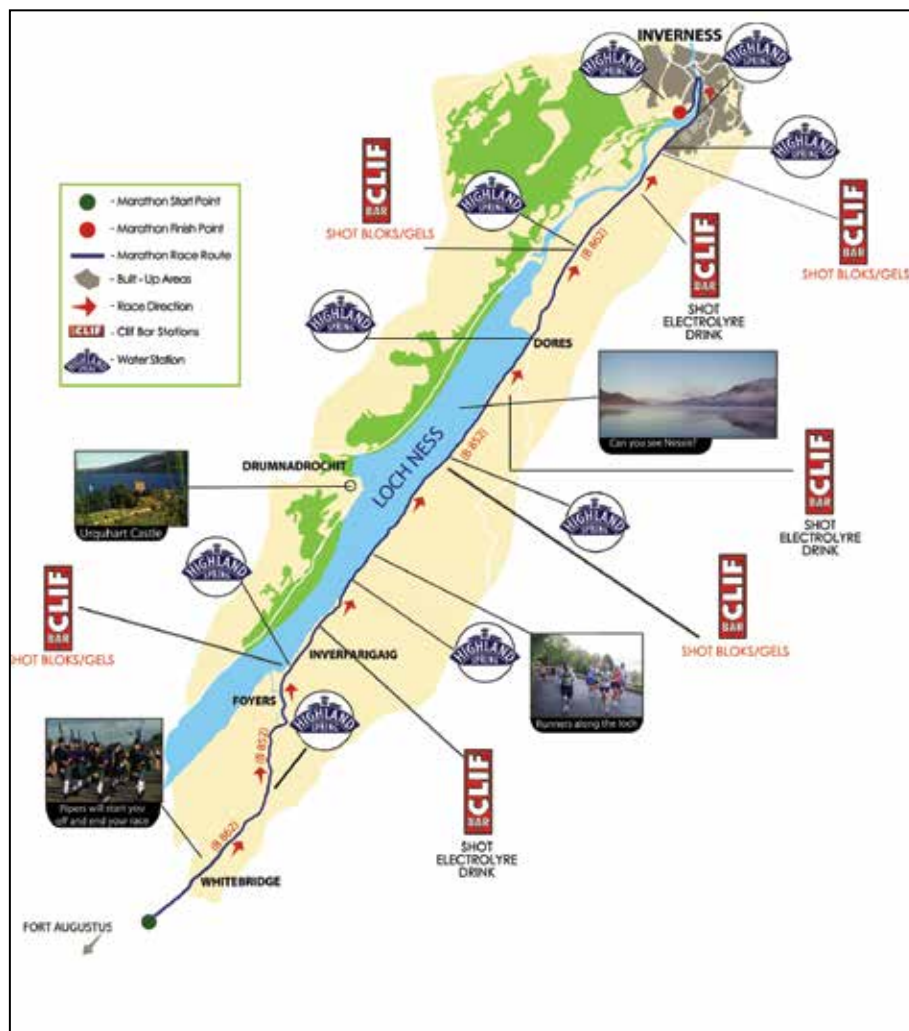 INVERNESS
HIGHLAND
SPRING
HIGHLAND
SPRING
HIGHLAND
SPRING
CLIF
BAR
SHOT BLOKS/GELS
HIGHLAND
SPRING
(B 862)
CLIF
BAR
SHOT
ELECTROLYRE
DRINK
CLIF
BAR
SHOT BLOKS/GELS
- Marathon Start Point
- Marathon Finish Point
- Marathon Race Route
- Built - Up Areas
- Race Direction
CLIF
- Clif Bar Stations
HIGHLAND
SPRING
- Water Station
HIGHLAND
SPRING
DORES
Can you see Nessie?
LOCH NESS
(B 852)
DRUMNADROCHIT
Urquhart Castle
CLIF
BAR
SHOT
ELECTROLYRE
DRINK
HIGHLAND
SPRING
HIGHLAND
SPRING
CLIF
BAR
SHOT BLOKS/GELS
CLIF
BAR
SHOT BLOKS/GELS
INVERFARIGAIG
HIGHLAND
SPRING
Runners along the loch
FOYERS
HIGHLAND
SPRING
(B 852)
CLIF
BAR
SHOT
ELECTROLYRE
DRINK
Pipers will start you
off and end your race
(B 862)
WHITEBRIDGE
FORT AUGUSTUS